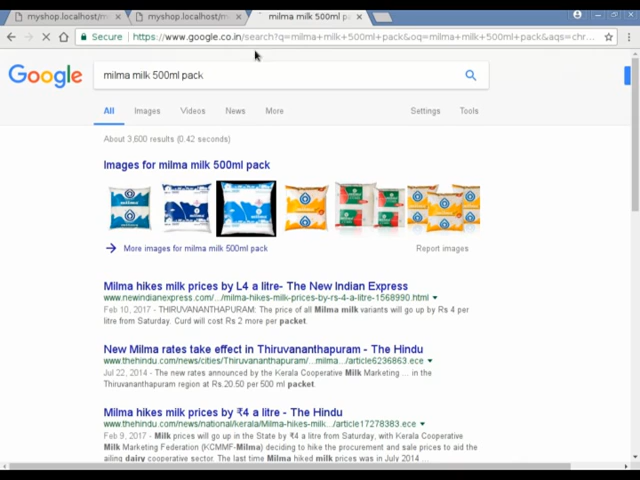 myshop.localhost/m
myshop.localhost/m
milma milk 500ml pa
Secure https://www.google.co.in/search?q=milma+milk+500ml+pack&oq=milma+milk+500ml+pack&aqs=chr...
Google
milma milk 500ml pack
All Images Videos News More Settings Tools
About 3,600 results (0.42 seconds)
Images for milma milk 500ml pack
More images for milma milk 500ml pack Report images
Milma hikes milk prices by L4 a litre- The New Indian Express
www.newindianexpress.com/.../milma-hikes-milk-prices-by-rs-4-a-litre-1568990.html
Feb 10, 2017 - THIRUVANANTHAPURAM: The price of all Milma milk variants will go up by Rs 4 per
litre from Saturday. Curd will cost Rs 2 more per packet.
New Milma rates take effect in Thiruvananthapuram - The Hindu
www.thehindu.com/news/cities/Thiruvananthapuram/...milma.../article6236863.ece
Jul 22, 2014 - The new rates announced by the Kerala Cooperative Milk Marketing ... in the
Thiruvananthapuram region at Rs.20.50 per 500 ml packet.
Milma hikes milk prices by ₹4 a litre - The Hindu
www.thehindu.com/news/national/kerala/Milma-hikes-milk.../article17278383.ece
Feb 9, 2017 - Milk prices will go up in the State by ₹4 a litre from Saturday, with Kerala Cooperative
Milk Marketing Federation (KCMMF-Milma) deciding to hike the procurement and sale prices to aid the
ailing dairy cooperative sector. The last time Milma hiked milk prices was in July 2014 ...